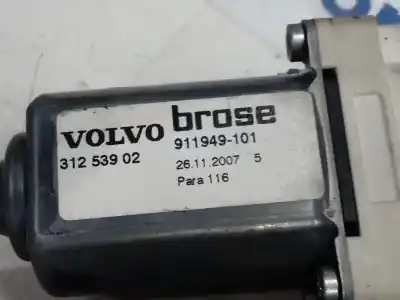 VOLVO brose
312 539 02 911949-101
26.11.2007 5
Para 116